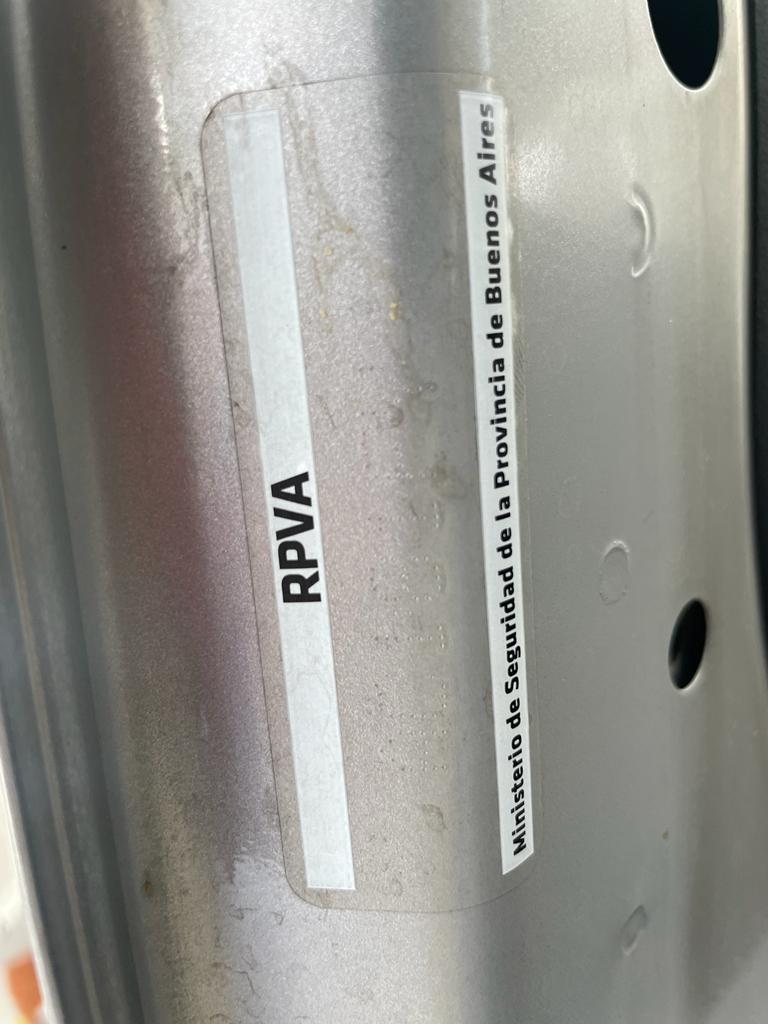 RPVA
Ministerio de Seguridad de la Provincia de Buenos Aires